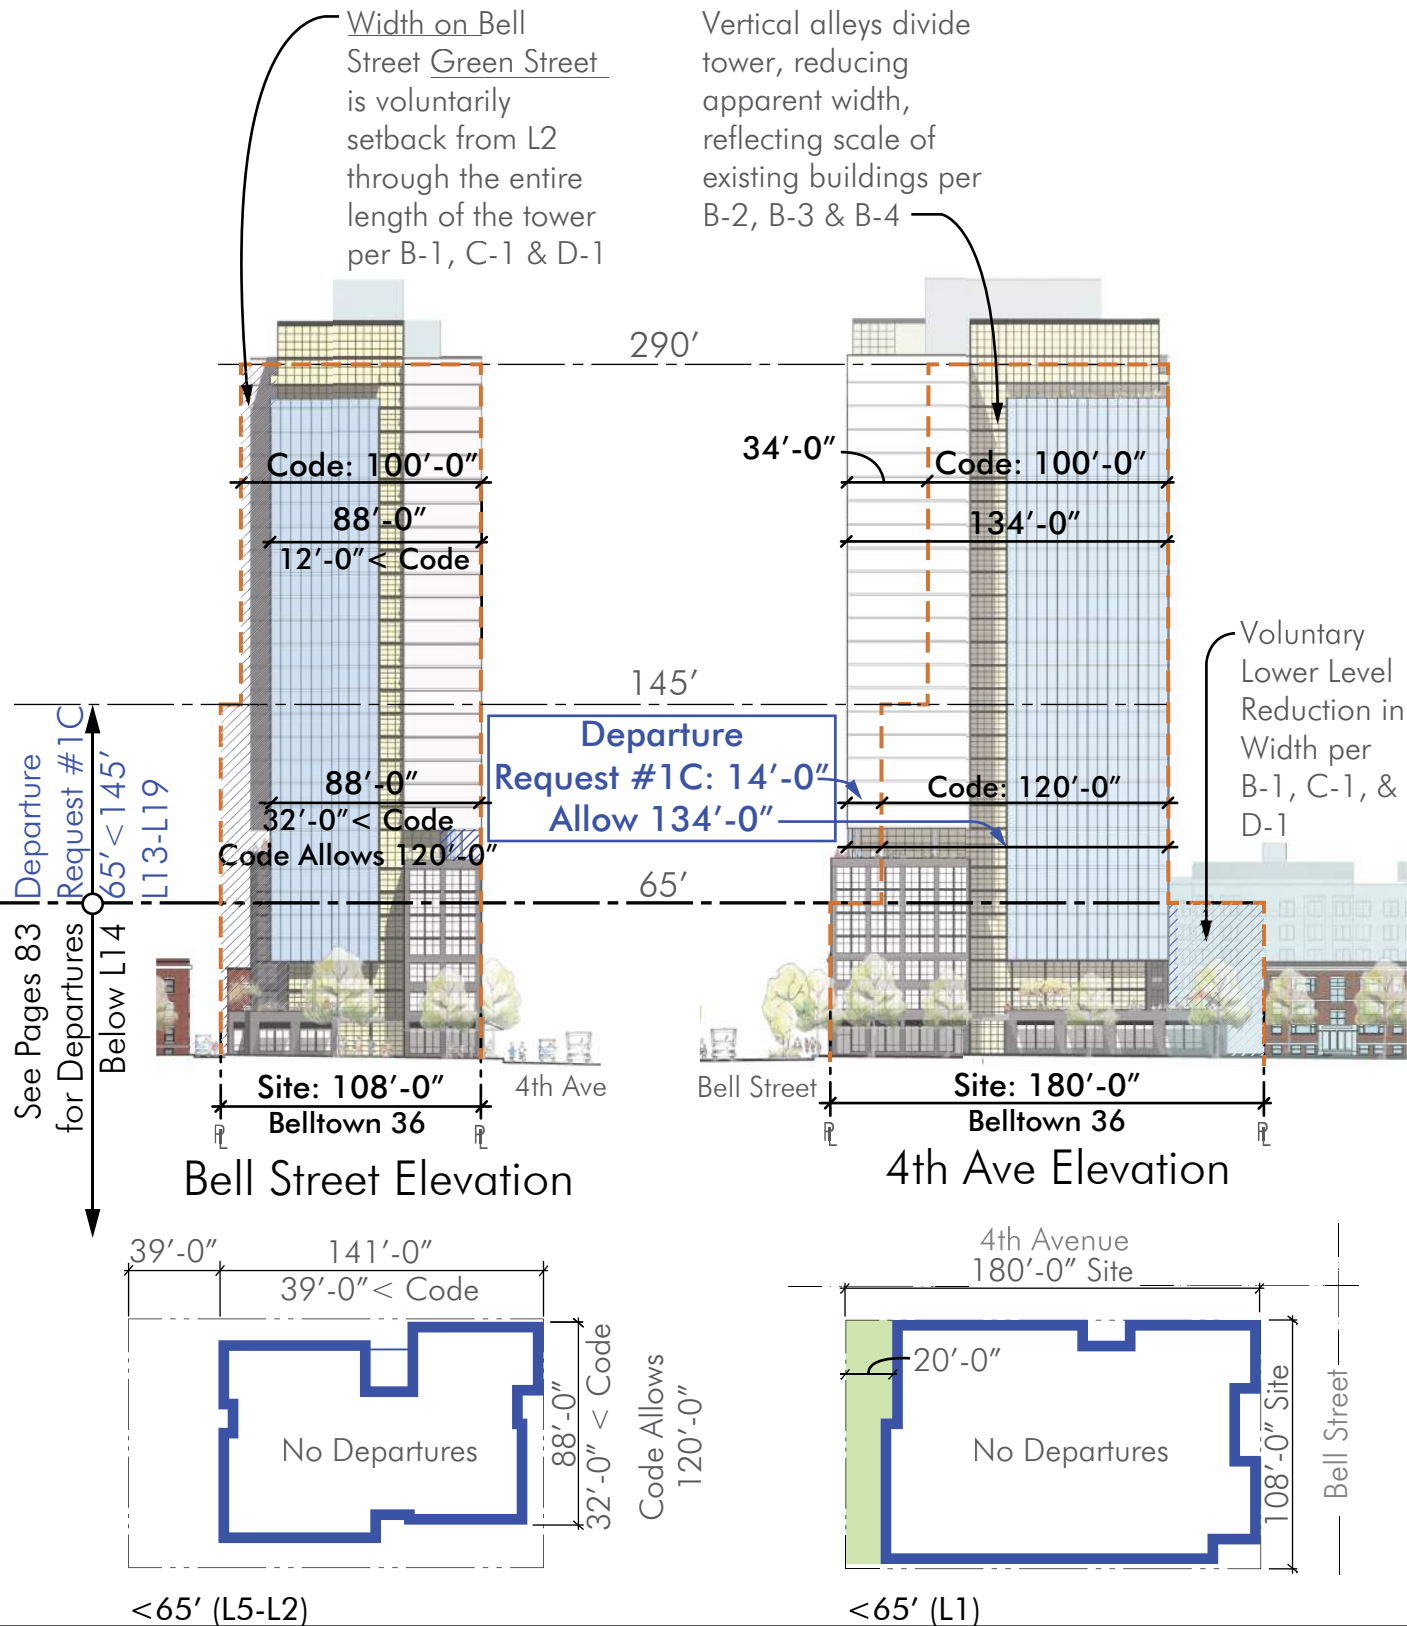 Width on Bell
Street Green Street
is voluntarily
setback from L2
through the entire
length of the tower
per B-1, C-1 & D-1
Vertical alleys divide
tower, reducing
apparent width,
reflecting scale of
existing buildings per
B-2, B-3 & B-4
290′
Code: 100′-0″
88′-0″
12′-0″< Code
34′-0″
Code: 100′-0″
134′-0″
Voluntary
Lower Level
Reduction in
Width per
B-1, C-1, &
D-1
145′
Departure
Request #1C
65′<145′
L13-L19
Departure
Request #1C: 14′-0″
Allow 134′-0″
88′-0″
32′-0″< Code
Code Allows 120′-0″
Code: 120′-0″
65′
See Pages 83
for Departures
Below L14
4th Ave
Bell Street
Site: 108′-0″
Belltown 36
PL
PL
Site: 180′-0″
Belltown 36
PL
PL
Bell Street Elevation
4th Ave Elevation
39′-0″
141′-0″
39′-0″< Code
No Departures
88′-0″
32′-0″ < Code
Code Allows
120′-0″
<65′ (L5-L2)
4th Avenue
180′-0″ Site
20′-0″
No Departures
108′-0″ Site
Bell Street
<65′ (L1)